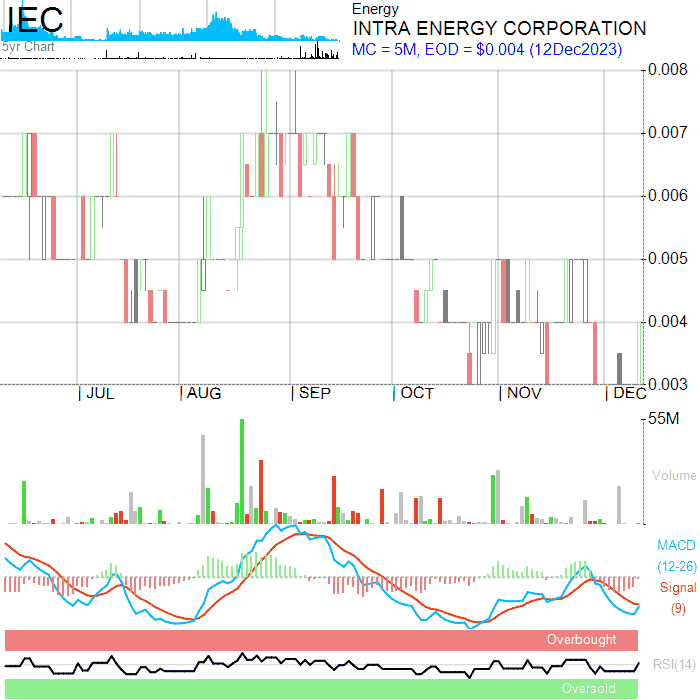 IEC
5yr Chart
Energy
INTRA ENERGY CORPORATION
MC = 5M, EOD = $0.004 (12Dec2023)
0.008
0.007
0.006
0.005
0.004
0.003
JUL AUG SEP OCT NOV DEC
55M
Volume
MACD
(12-26)
Signal
(9)
Overbought
RSI(14)
Oversold